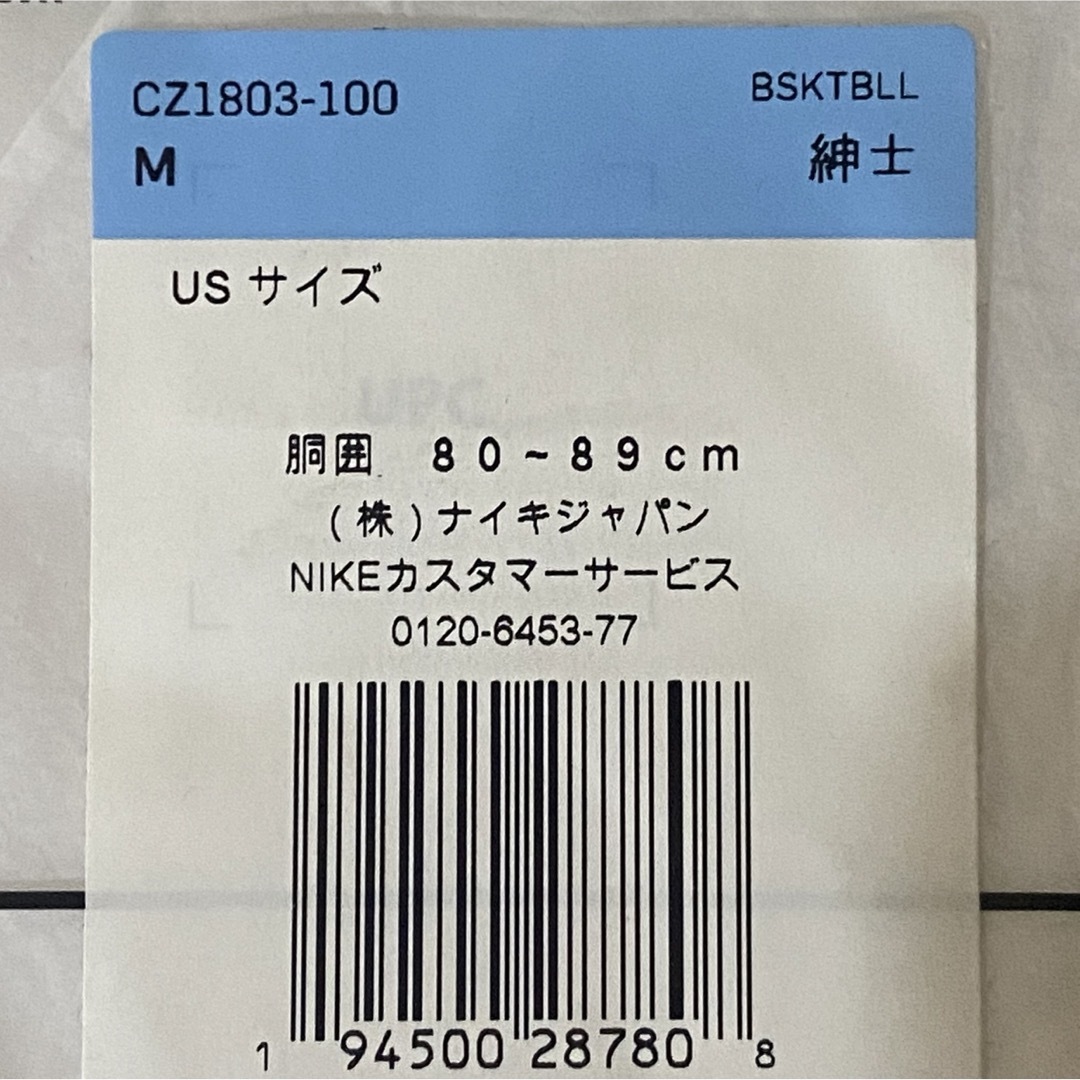 CZ1803-100 BSKTBLL
M 紳士
US サイズ
UPC
胴囲 80~89cm
(株)ナイキジャパン
NIKEカスタマーサービス
0120-6453-77
1 94500 28780 8